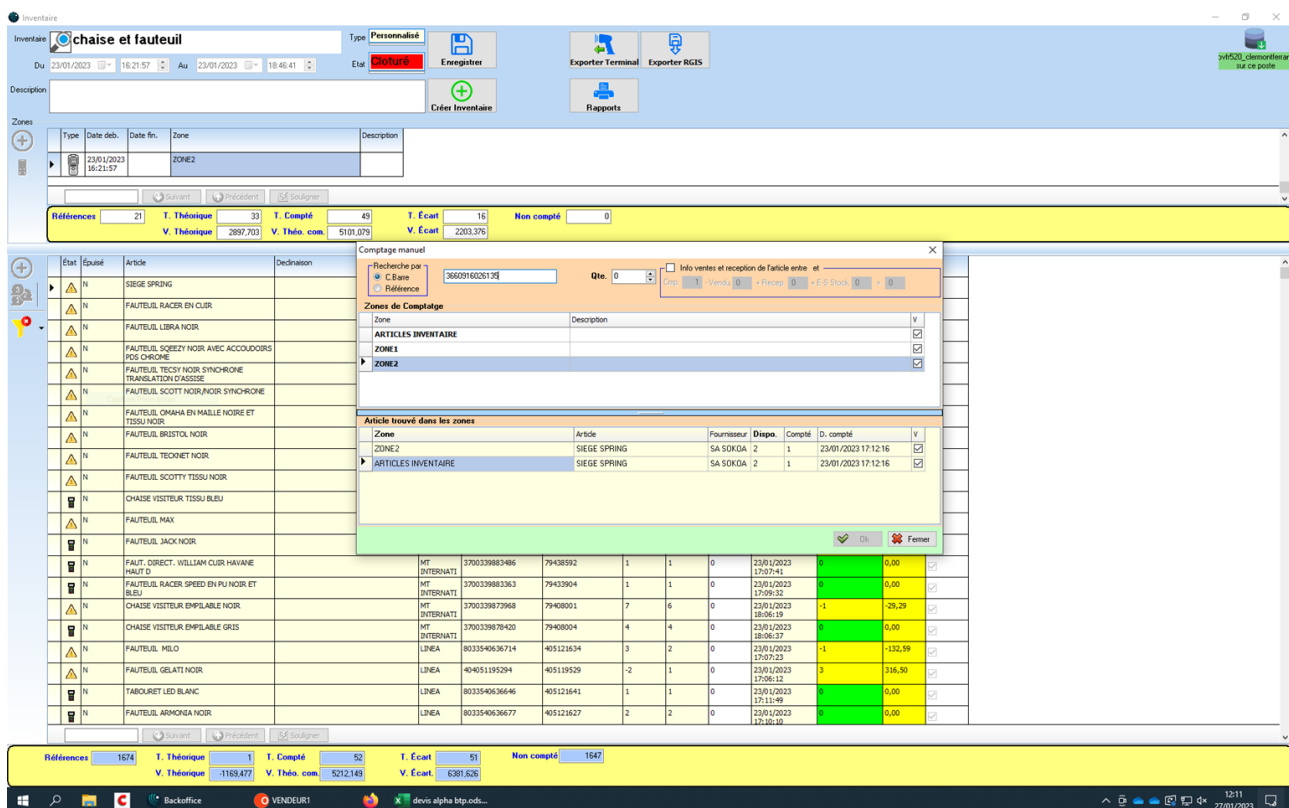 Inventaire
Inventaire chaise et fauteuil Type Personnalisé
Du 23/01/2023 16:21:57 Au 23/01/2023 18:46:41 Etat Cloturé Enregistrer Exporter Terminal Exporter RGIS
sur ce poste
Description
Créer Inventaire Rapports
Zones
Type Date deb. Date fin. Zone Description
23/01/2023 16:21:57 ZONE2
Suivant Précédent Souligner
Références 21 T. Théorique 33 T. Compté 49 T. Écart 16 Non compté 0
V. Théorique 2897,703 V. Théo. com. 5101,079 V. Écart 2203,376
État Épuisé Article Declinaison
N SIEGE SPRING
N FAUTEUIL RACER EN CUIR
N FAUTEUIL LIBRA NOIR
N FAUTEUIL SQEEZY NOIR AVEC ACCOUDOIRS PDS CHROME
N FAUTEUIL TECSY NOIR SYNCHRONE TRANSLATION D'ASSISE
N FAUTEUIL SCOTT NOIR/NOIR SYNCHRONE
N FAUTEUIL OMAHA EN MAILLE NOIRE ET TISSU NOIR
N FAUTEUIL BRISTOL NOIR
N FAUTEUIL TECKNET NOIR
N FAUTEUIL SCOTTY TISSU NOIR
N CHAISE VISITEUR TISSU BLEU
N FAUTEUIL MAX
N FAUTEUIL JACK NOIR
Comptage manuel
Recherche par
C.Barre
Référence
3660916026135 Qte. 0
Info ventes et reception de l'article entre et
Cmp. 1 - Vendu 0 + Recep. 0 + E-S Stock. 0 = 0
Zones de Comptatge
Zone Description V
ARTICLES INVENTAIRE
ZONE1
ZONE2
Article trouvé dans les zones
Zone Article Fournisseur Dispo. Compté D. compté V
ZONE2 SIEGE SPRING SA SOKOA 2 1 23/01/2023 17:12:16
ARTICLES INVENTAIRE SIEGE SPRING SA SOKOA 2 1 23/01/2023 17:12:16
Ok Fermer
N FAUT. DIRECT. WILLIAM CUIR HAVANE HAUT D MT INTERNATI 3700339883486 79438592 1 1 0 23/01/2023 17:07:41 0 0,00
N FAUTEUIL RACER SPEED EN PU NOIR ET BLEU MT INTERNATI 3700339883363 79433904 1 1 0 23/01/2023 17:09:32 0 0,00
N CHAISE VISITEUR EMPILABLE NOIR MT INTERNATI 3700339873968 79408001 7 6 0 23/01/2023 18:06:19 -1 -29,29
N CHAISE VISITEUR EMPILABLE GRIS MT INTERNATI 3700339878420 79408004 4 4 0 23/01/2023 18:06:37 0 0,00
N FAUTEUIL MILO LINEA 8033540636714 405121634 3 2 0 23/01/2023 17:07:23 -1 -132,59
N FAUTEUIL GELATI NOIR LINEA 404051195294 405119529 -2 1 0 23/01/2023 17:06:12 3 316,50
N TABOURET LED BLANC LINEA 8033540636646 405121641 1 1 0 23/01/2023 17:11:49 0 0,00
N FAUTEUIL ARMONIA NOIR LINEA 8033540636677 405121627 2 2 0 23/01/2023 17:10:10 0 0,00
Suivant Précédent Souligner
Références 1674 T. Théorique 1 T. Compté 52 T. Écart 51 Non compté 1647
V. Théorique -1169,477 V. Théo. com. 5212,149 V. Écart. 6381,626
Backoffice VENDEUR1 devis alpha btp.ods... 12:11
27/01/2023